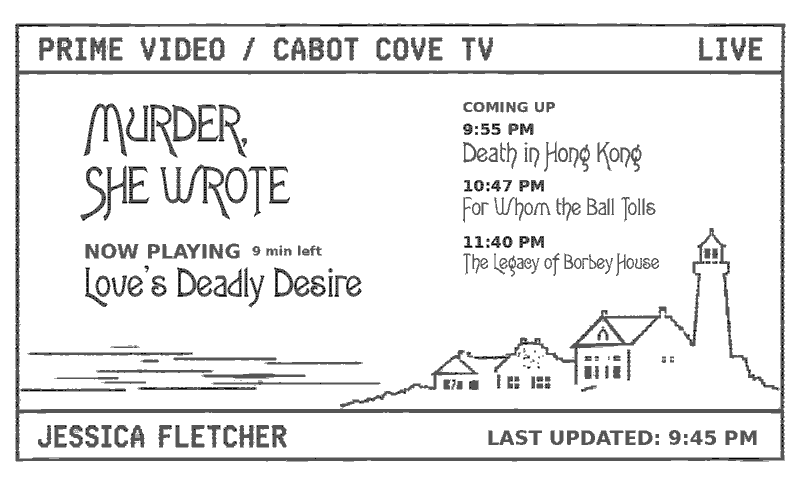 PRIME VIDEO / CABOT COVE TV
LIVE
MURDER,
SHE WROTE
NOW PLAYING 9 min left
Love's Deadly Desire
COMING UP
9:55 PM
Death in Hong Kong
10:47 PM
For Whom the Ball Tolls
11:40 PM
The Legacy of Borbey House
JESSICA FLETCHER
LAST UPDATED: 9:45 PM